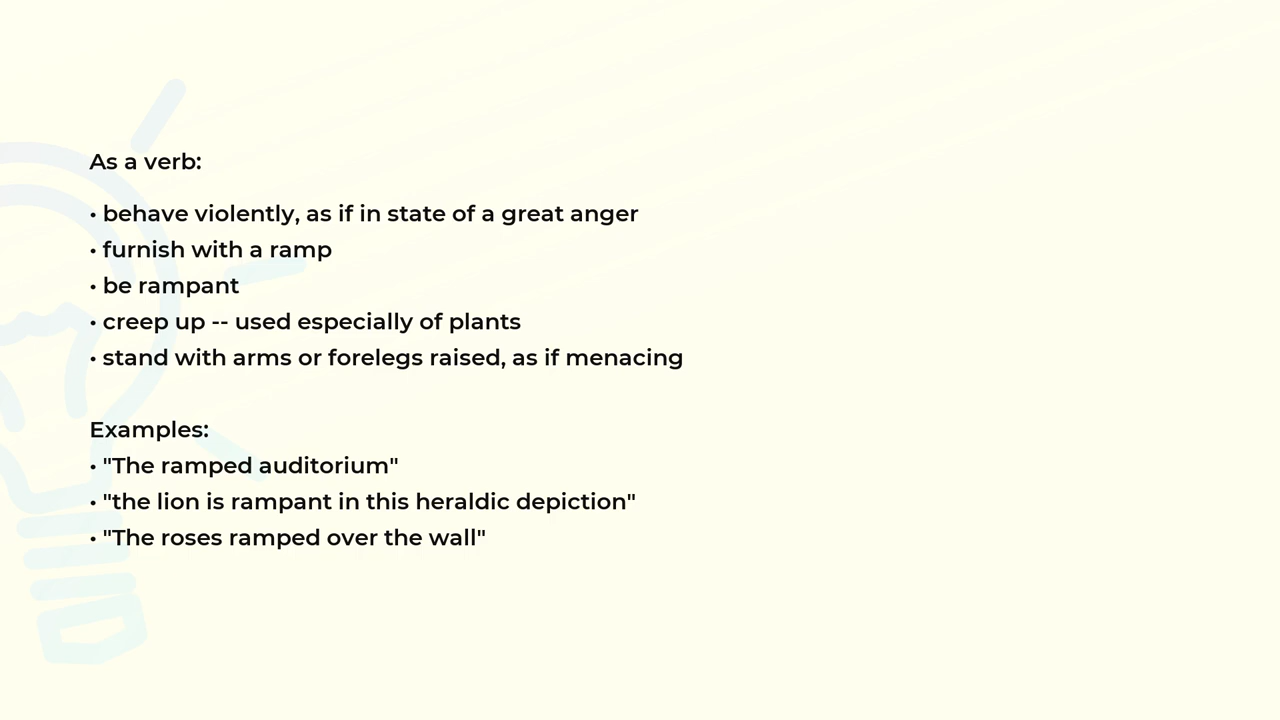 As a verb:
• behave violently, as if in state of a great anger
• furnish with a ramp
• be rampant
• creep up -- used especially of plants
• stand with arms or forelegs raised, as if menacing
Examples:
• "The ramped auditorium"
• "the lion is rampant in this heraldic depiction"
• "The roses ramped over the wall"